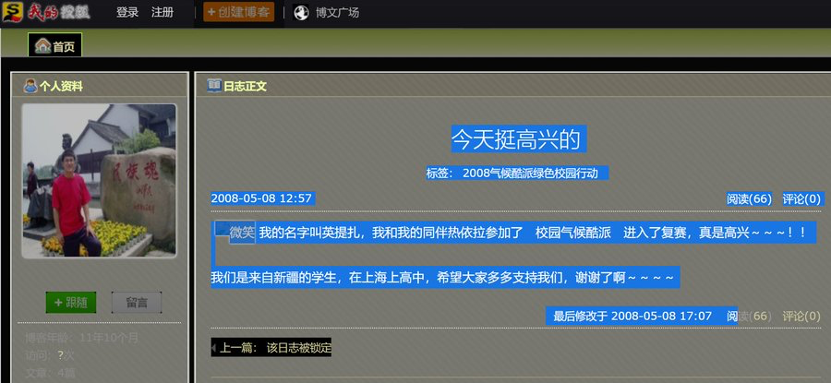 我的搜狐 登录 注册 | +创建博客 | 博文广场
首页
个人资料
民族魂
+跟随 留言
博客年龄：11年10个月
访问：?次
文章：4篇
日志正文
今天挺高兴的
标签： 2008气候酷派绿色校园行动
2008-05-08 12:57 阅读(66) 评论(0)
微笑 我的名字叫英提扎，我和我的同伴热依拉参加了 校园气候酷派 进入了复赛，真是高兴～～～！！
我们是来自新疆的学生，在上海上高中，希望大家多多支持我们，谢谢了啊～～～～
最后修改于 2008-05-08 17:07 阅读(66) 评论(0)
上一篇： 该日志被锁定